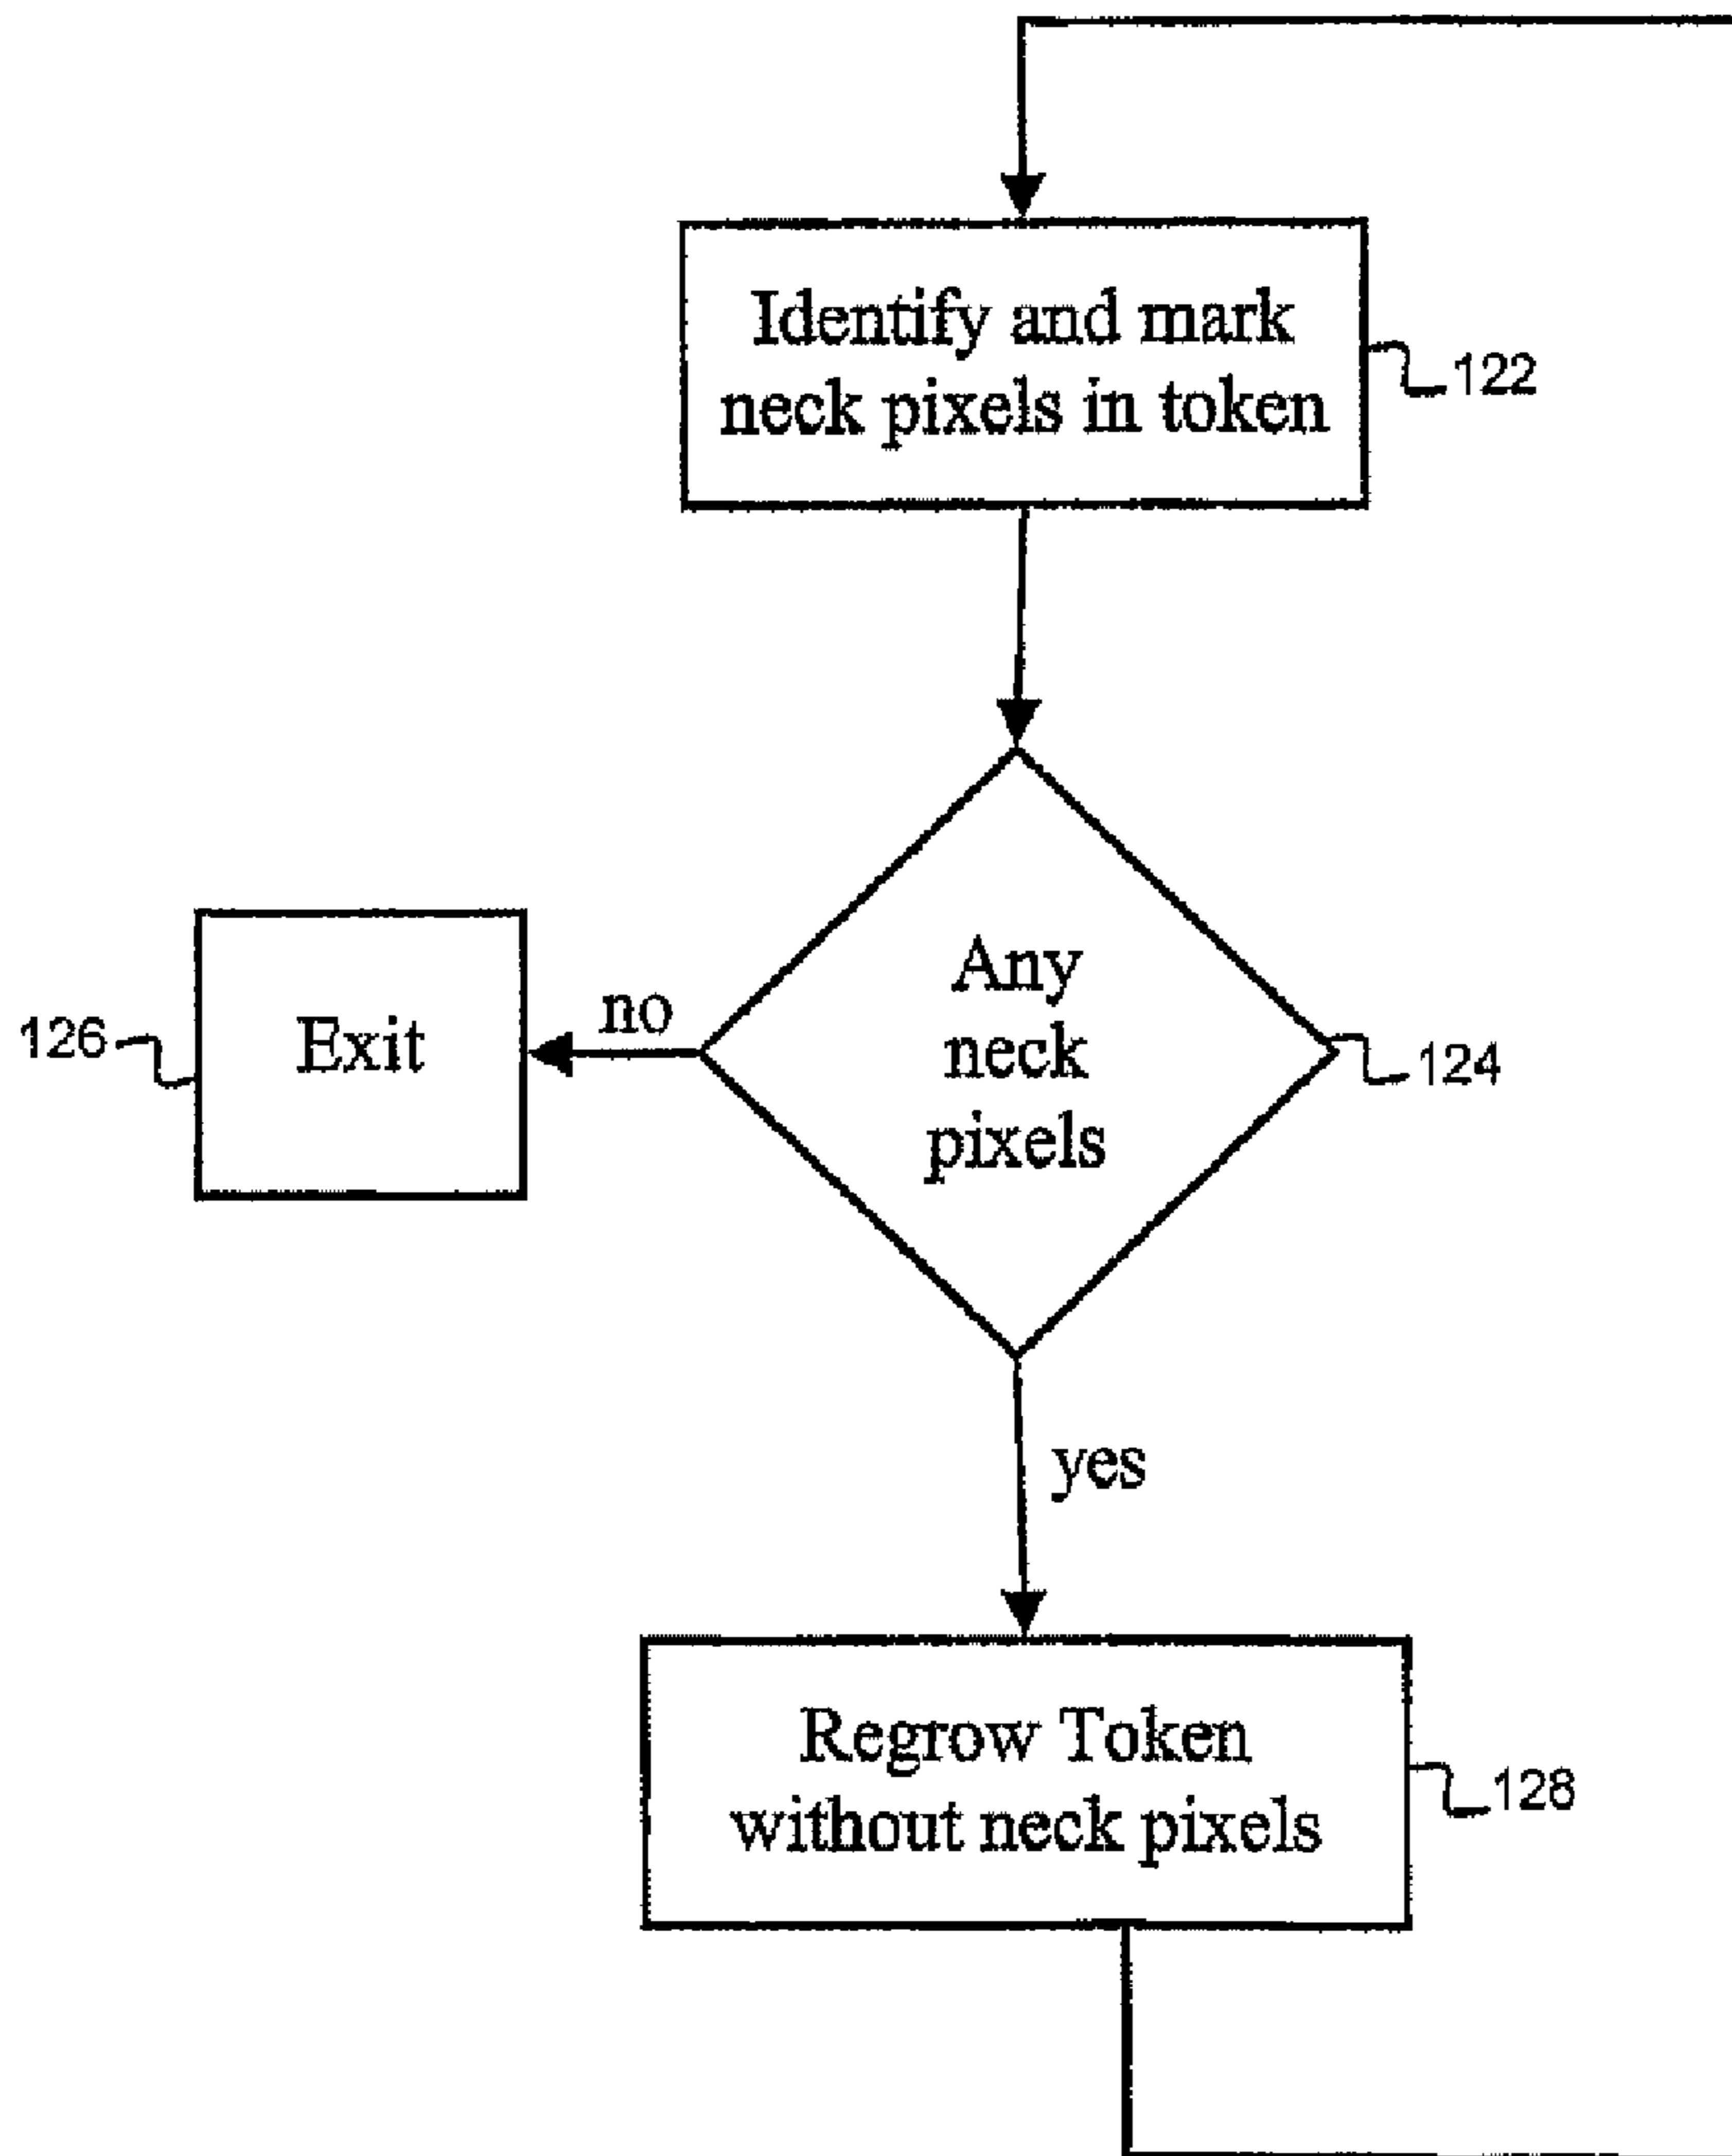 Identify and mark
neck pixels in token
122
Any
neck
pixels
124
no
Exit
126
yes
Regrow Token
without neck pixels
128